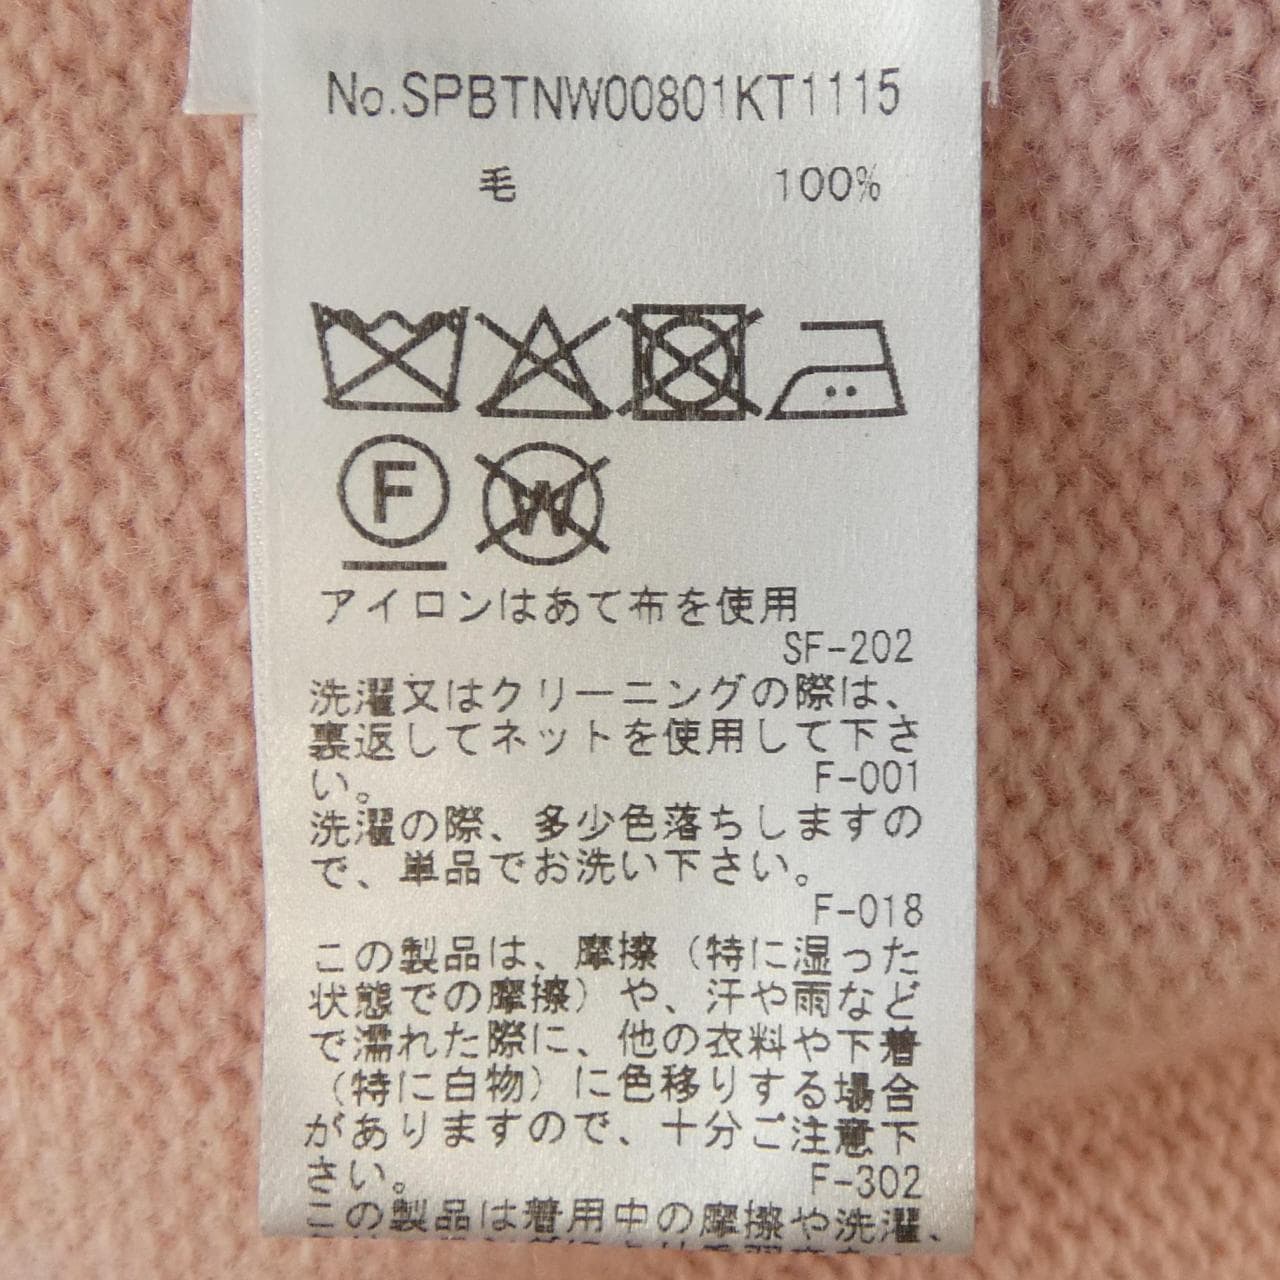 No.SPBTNW00801KT1115
毛 100%
F W
アイロンはあて布を使用
SF-202
洗濯又はクリーニングの際は、
裏返してネットを使用して下さ
い。 F-001
洗濯の際、多少色落ちしますの
で、単品でお洗い下さい。
F-018
この製品は、摩擦（特に湿った
状態での摩擦）や、汗や雨など
で濡れた際に、他の衣料や下着
（特に白物）に色移りする場合
がありますので、十分ご注意下
さい。 F-302
この製品は着用中の摩擦や洗濯、